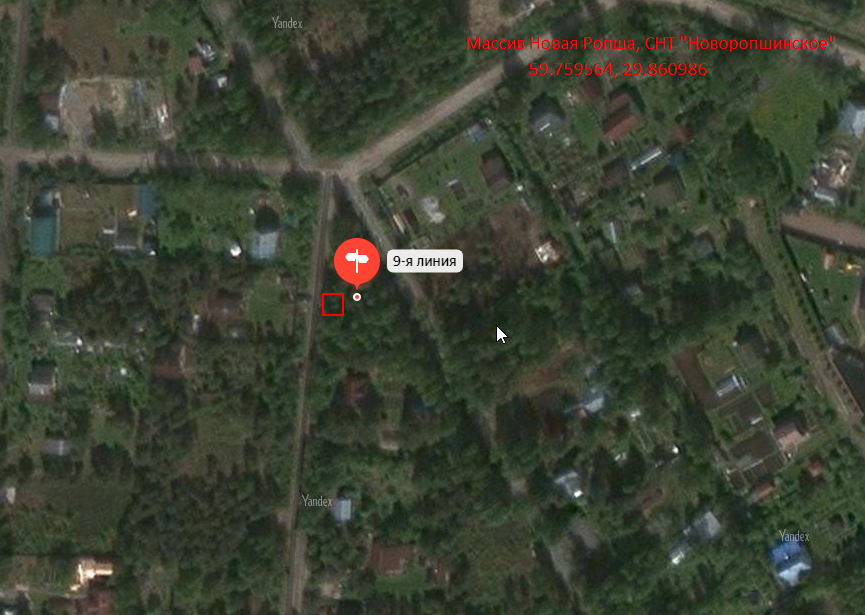 Yandex
Массив Новая Ропша, СНТ "Новоропшинское"
59.759564, 29.860986
9-я линия
Yandex
Yandex